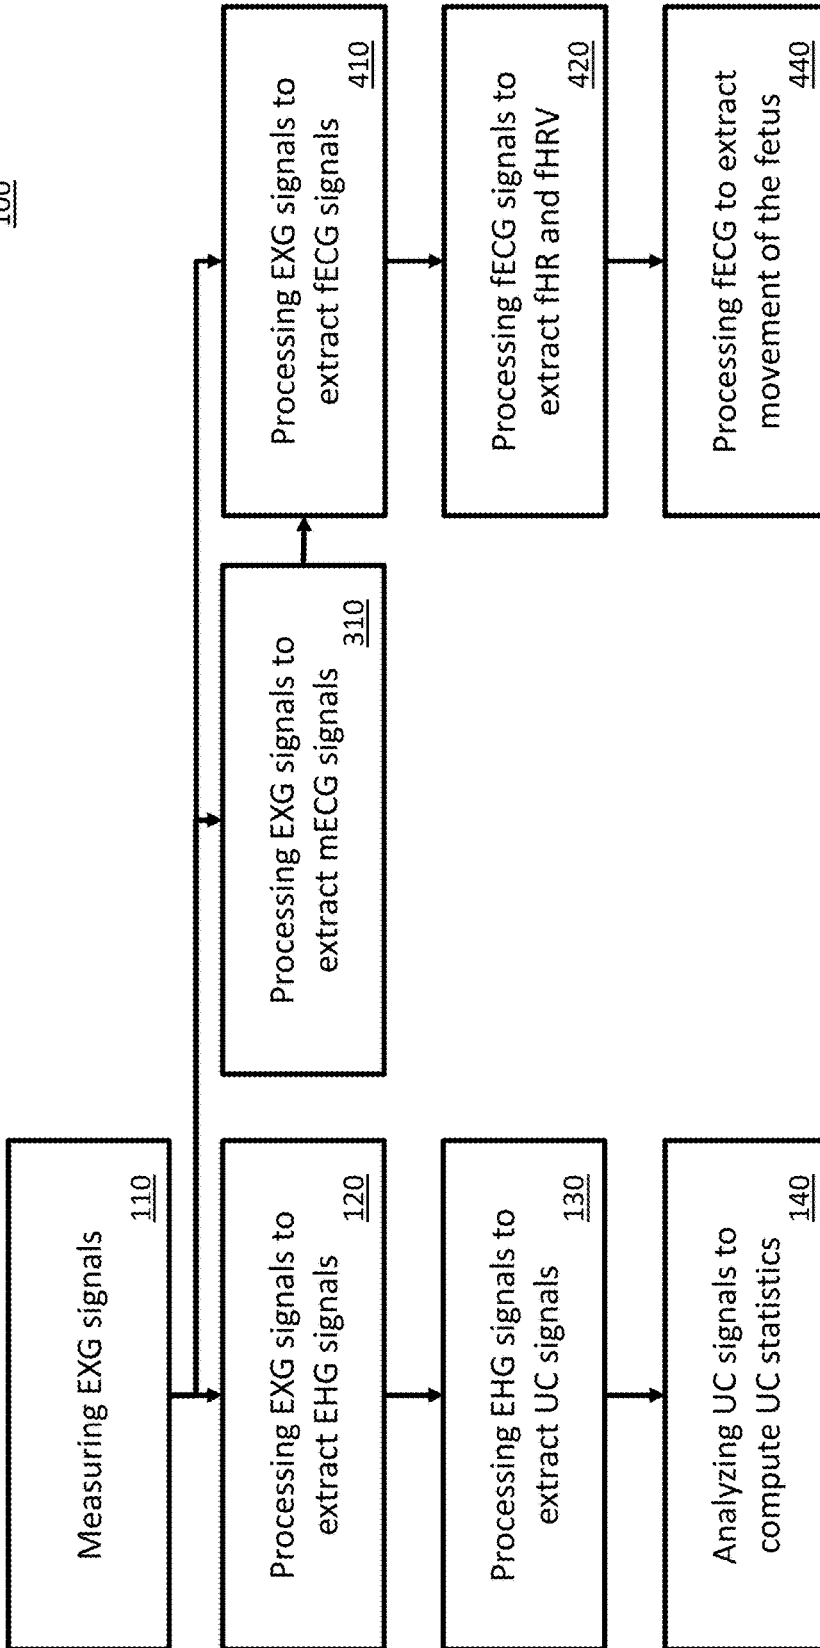 100
Measuring EXG signals
110
Processing EXG signals to
extract EHG signals
120
Processing EXG signals to
extract mECG signals
310
Processing EXG signals to
extract fECG signals
410
Processing EHG signals to
extract UC signals
130
Processing fECG signals to
extract fHR and fHRV
420
Analyzing UC signals to
compute UC statistics
140
Processing fECG to extract
movement of the fetus
440